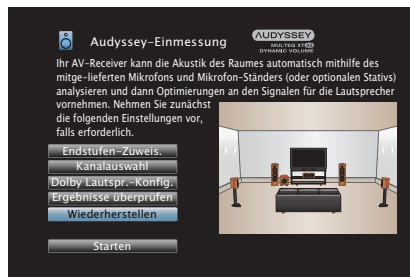 Audyssey-Einmessung
AUDYSSEY
MULTEQ XT32
DYNAMIC VOLUME
Ihr AV-Receiver kann die Akustik des Raumes automatisch mithilfe des
mitge-lieferten Mikrofons und Mikrofon-Ständers (oder optionalen Stativs)
analysieren und dann Optimierungen an den Signalen für die Lautsprecher
vornehmen. Nehmen Sie zunächst
die folgenden Einstellungen vor,
falls erforderlich.
Endstufen-Zuweis.
Kanalauswahl
Dolby Lautspr.-Konfig.
Ergebnisse überprüfen
Wiederherstellen
Starten